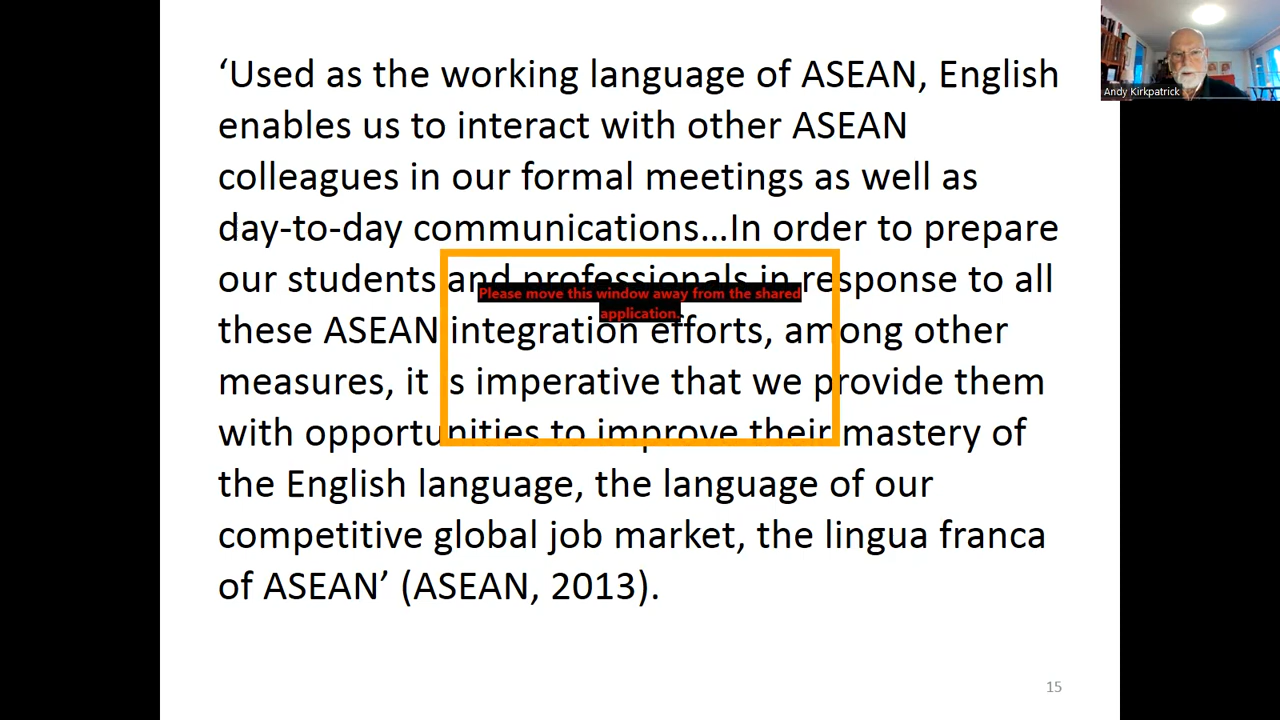 ‘Used as the working language of ASEAN, English
enables us to interact with other ASEAN
colleagues in our formal meetings as well as
day-to-day communications…In order to prepare
our students and professionals in response to all
these ASEAN integration efforts, among other
measures, it is imperative that we provide them
with opportunities to improve their mastery of
the English language, the language of our
competitive global job market, the lingua franca
of ASEAN’ (ASEAN, 2013).
Please move this window away from the shared
application.
Andy Kirkpatrick
15